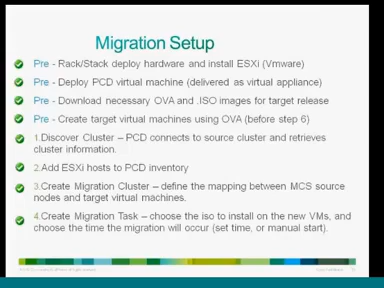 Migration Setup
Pre - Rack/Stack deploy hardware and install ESXi (Vmware)
Pre - Deploy PCD virtual machine (delivered as virtual appliance)
Pre - Download necessary OVA and .ISO images for target release
Pre - Create target virtual machines using OVA (before step 6)
1.Discover Cluster – PCD connects to source cluster and retrieves
cluster information.
2.Add ESXi hosts to PCD inventory
3.Create Migration Cluster – define the mapping between MCS source
nodes and target virtual machines.
4.Create Migration Task – choose the iso to install on the new VMs, and
choose the time the migration will occur (set time, or manual start).